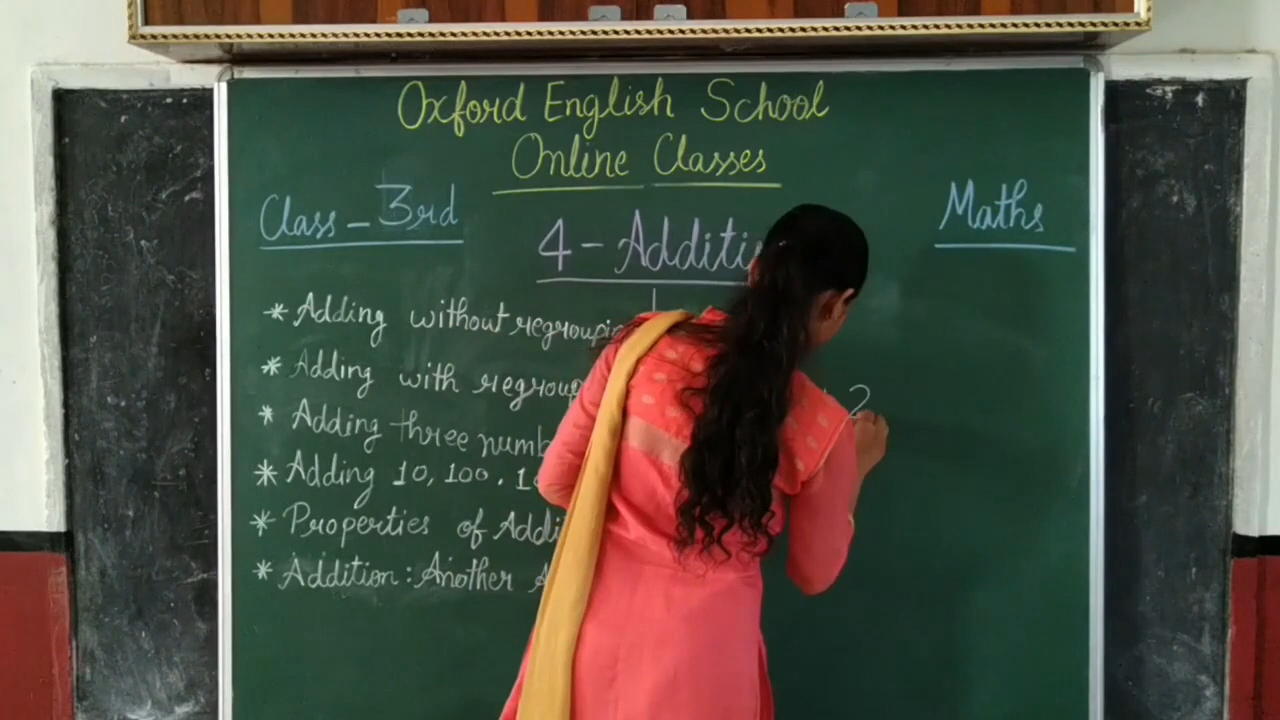 Oxford English School
Online Classes
Class - 3rd
Maths
4 - Additi
* Adding without regroupi
* Adding with regroup
* Adding three numb
* Adding 10, 100. 1
* Properties of Addi
* Addition: Another
2